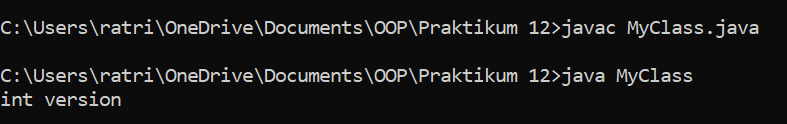 C:\Users\ratri\OneDrive\Documents\OOP\Praktikum 12>javac MyClass.java
C:\Users\ratri\OneDrive\Documents\OOP\Praktikum 12>java MyClass
int version